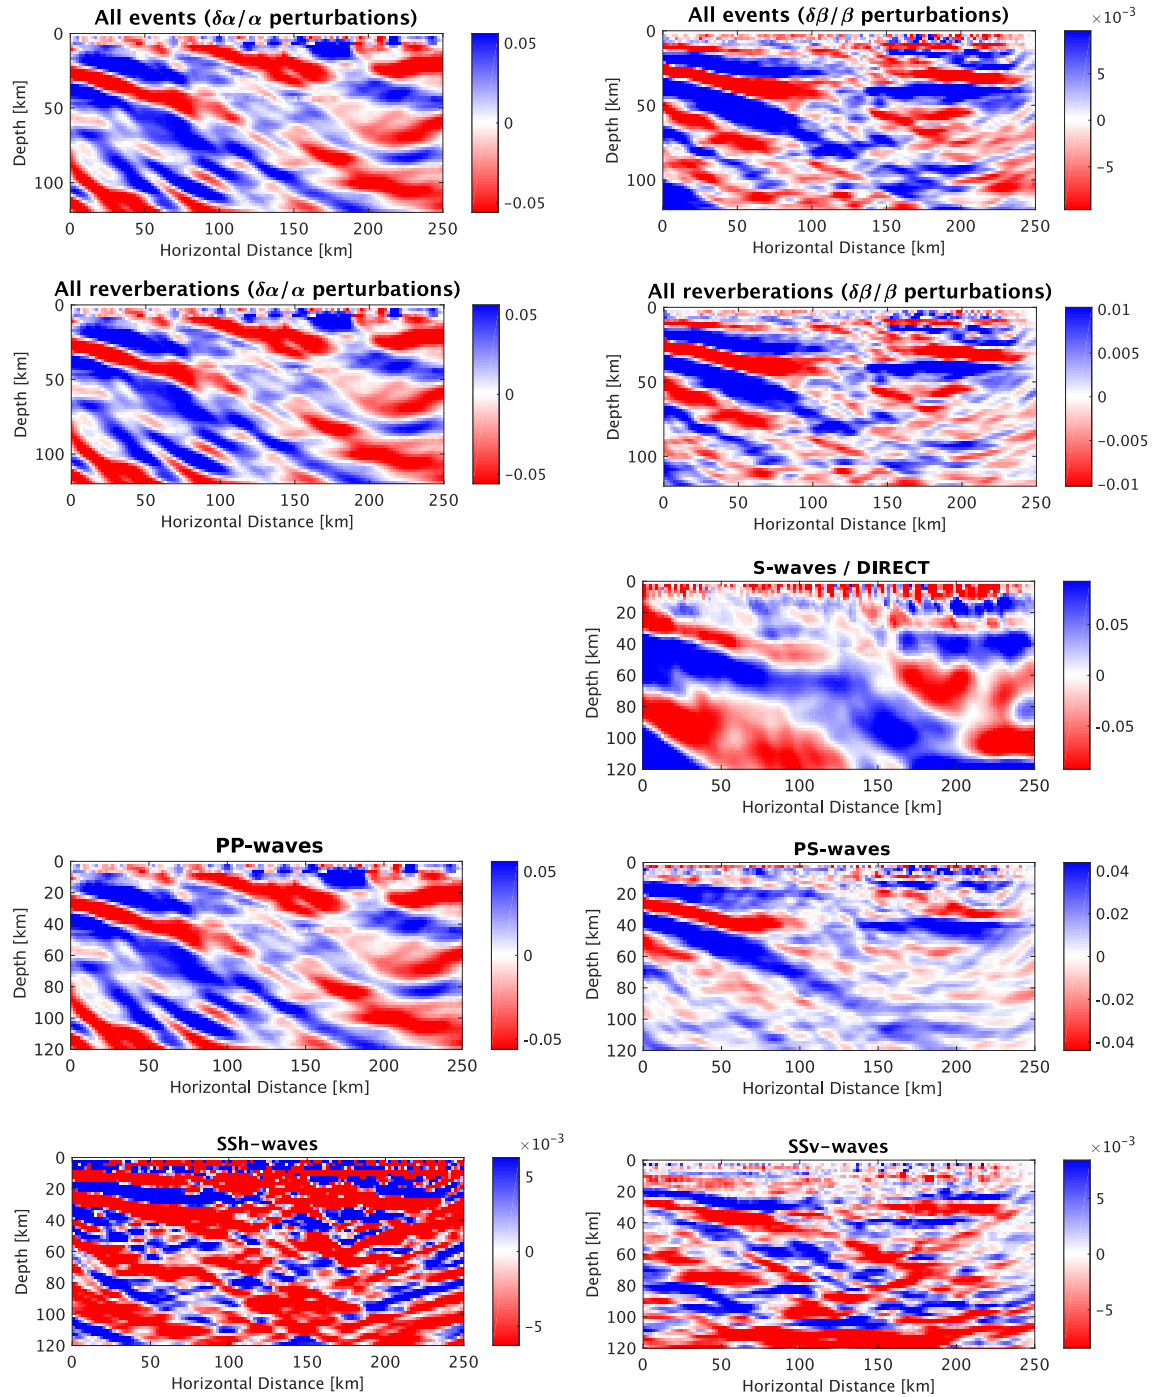 All events (δα/α perturbations)
0
50
100
Depth [km]
0 50 100 150 200 250
Horizontal Distance [km]
0.05
0
-0.05
All events (δβ/β perturbations)
×10⁻³
0
50
100
Depth [km]
0 50 100 150 200 250
Horizontal Distance [km]
5
0
-5
All reverberations (δα/α perturbations)
0
50
100
Depth [km]
0 50 100 150 200 250
Horizontal Distance [km]
0.05
0
-0.05
All reverberations (δβ/β perturbations)
0
50
100
Depth [km]
0 50 100 150 200 250
Horizontal Distance [km]
0.01
0.005
0
-0.005
-0.01
S-waves / DIRECT
0
20
40
60
80
100
120
Depth [km]
0 50 100 150 200 250
Horizontal Distance [km]
0.05
0
-0.05
PP-waves
0
20
40
60
80
100
120
Depth [km]
0 50 100 150 200 250
Horizontal Distance [km]
0.05
0
-0.05
PS-waves
0
20
40
60
80
100
120
Depth [km]
0 50 100 150 200 250
Horizontal Distance [km]
0.04
0.02
0
-0.02
-0.04
SSh-waves
×10⁻³
0
20
40
60
80
100
120
Depth [km]
0 50 100 150 200 250
Horizontal Distance [km]
5
0
-5
SSv-waves
×10⁻³
0
20
40
60
80
100
120
Depth [km]
0 50 100 150 200 250
Horizontal Distance [km]
5
0
-5